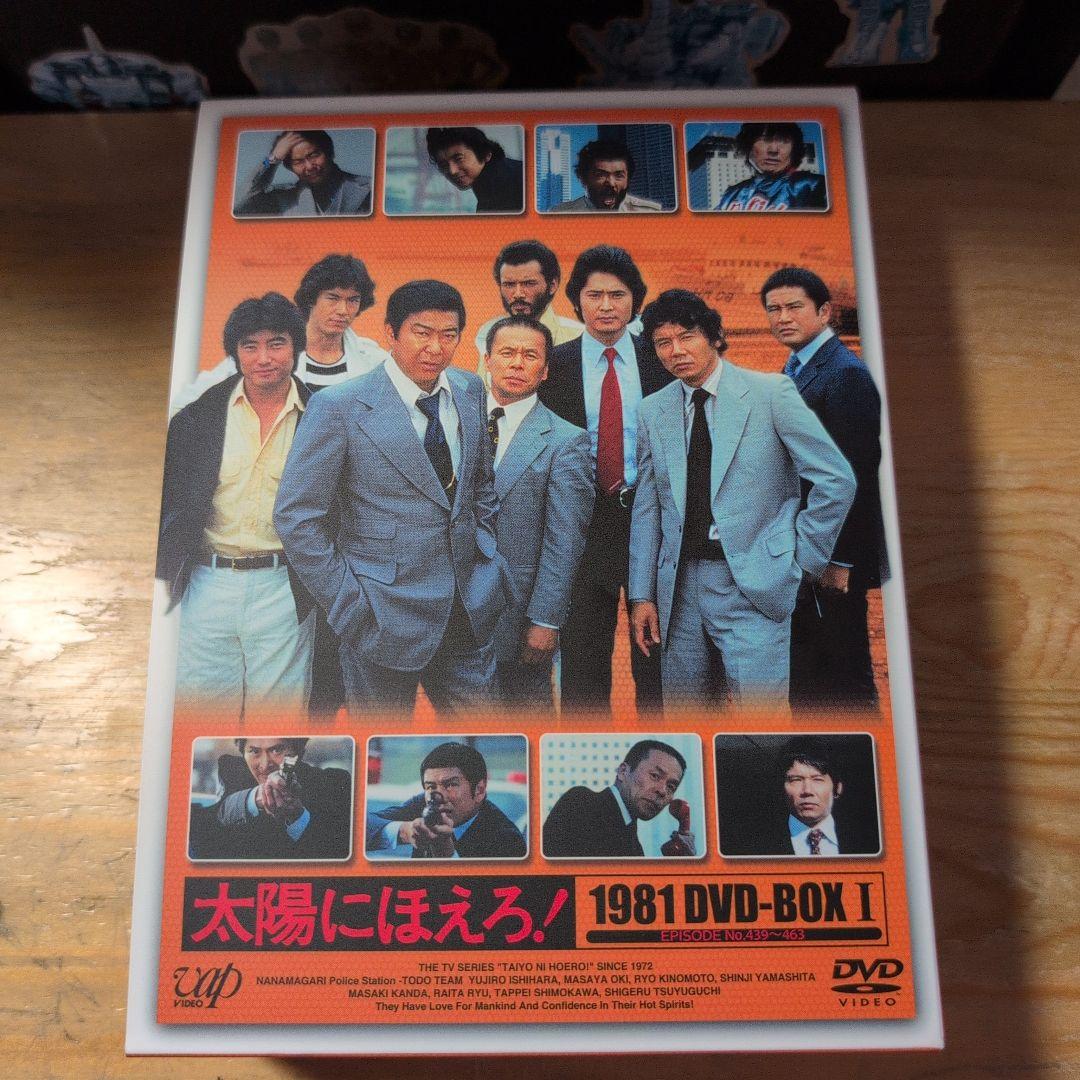 太陽にほえろ!
1981 DVD-BOX I
EPISODE No.439～463
vap
VIDEO
THE TV SERIES "TAIYO NI HOERO!" SINCE 1972
NANAMAGARI Police Station -TODO TEAM YUJIRO ISHIHARA, MASAYA OKI, RYO KINOMOTO, SHINJI YAMASHITA
MASAKI KANDA, RAITA RYU, TAPPEI SHIMOKAWA, SHIGERU TSUYUGUCHI
They Have Love For Mankind And Confidence In Their Hot Spirits!
DVD
VIDEO